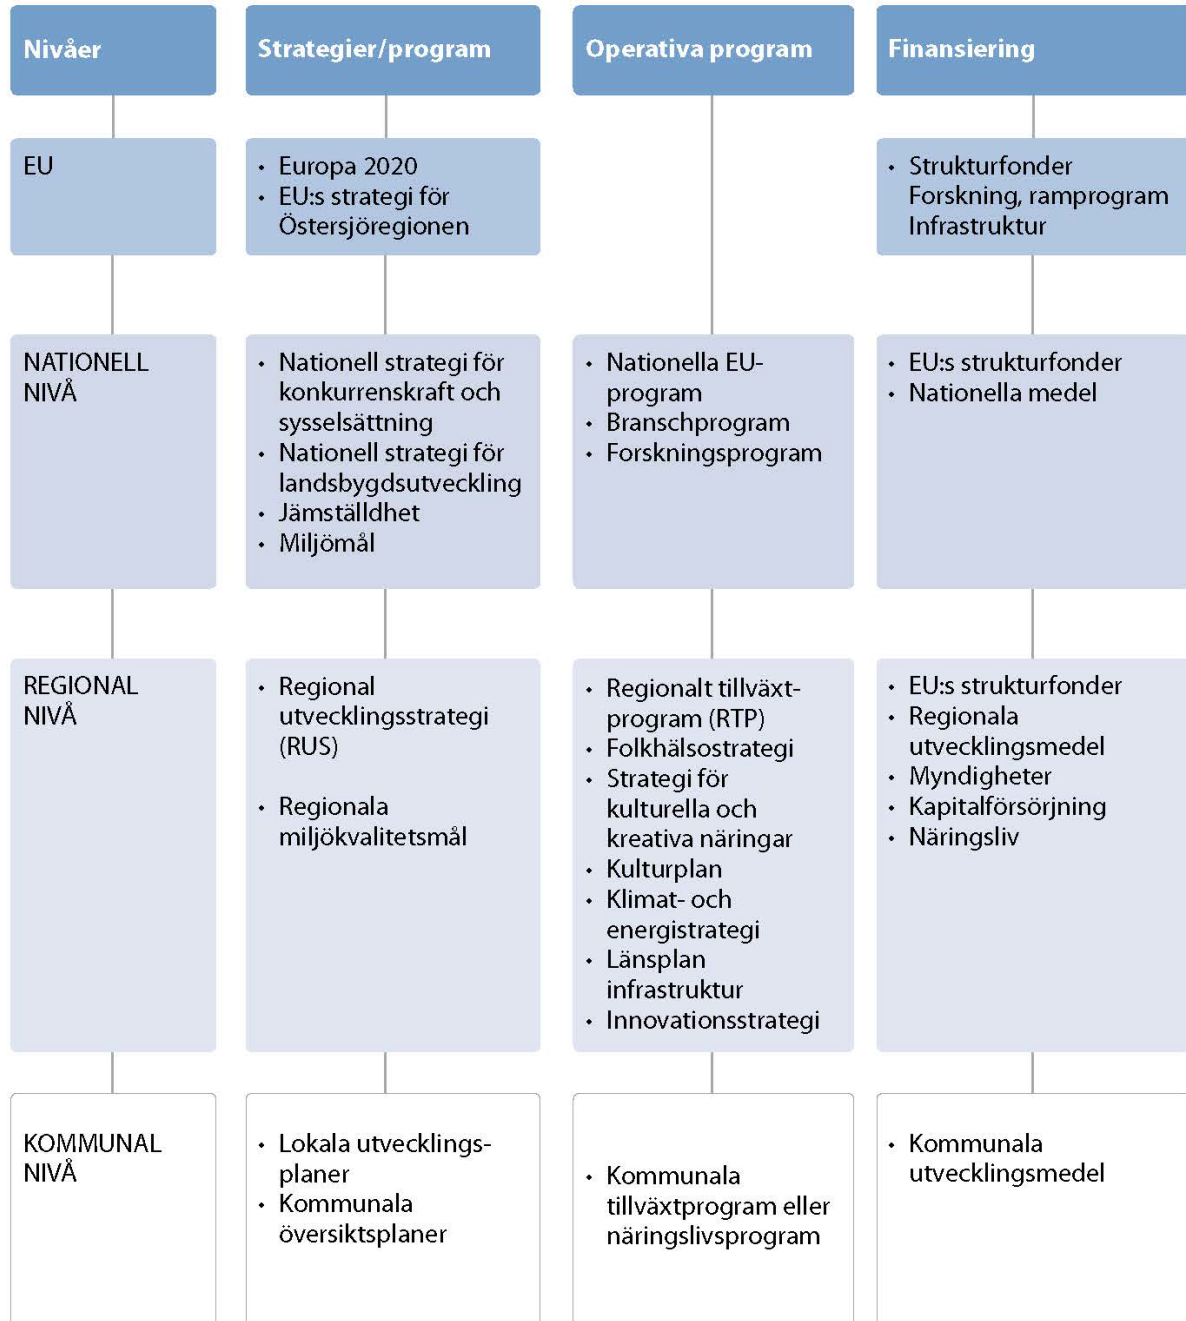 Nivåer
Strategier/program
Operativa program
Finansiering
EU
• Europa 2020
• EU:s strategi för
Östersjöregionen
• Strukturfonder
Forskning, ramprogram
Infrastruktur
NATIONELL
NIVÅ
• Nationell strategi för
konkurrenskraft och
sysselsättning
• Nationell strategi för
landsbygdsutveckling
• Jämställdhet
• Miljömål
• Nationella EU-
program
• Branschprogram
• Forskningsprogram
• EU:s strukturfonder
• Nationella medel
REGIONAL
NIVÅ
• Regional
utvecklingsstrategi
(RUS)
• Regionala
miljökvalitetsmål
• Regionalt tillväxt-
program (RTP)
• Folkhälsostrategi
• Strategi för
kulturella och
kreativa näringar
• Kulturplan
• Klimat- och
energistrategi
• Länsplan
infrastruktur
• Innovationsstrategi
• EU:s strukturfonder
• Regionala
utvecklingsmedel
• Myndigheter
• Kapitalförsörjning
• Näringsliv
KOMMUNAL
NIVÅ
• Lokala utvecklings-
planer
• Kommunala
översiktsplaner
• Kommunala
tillväxtprogram eller
näringslivsprogram
• Kommunala
utvecklingsmedel